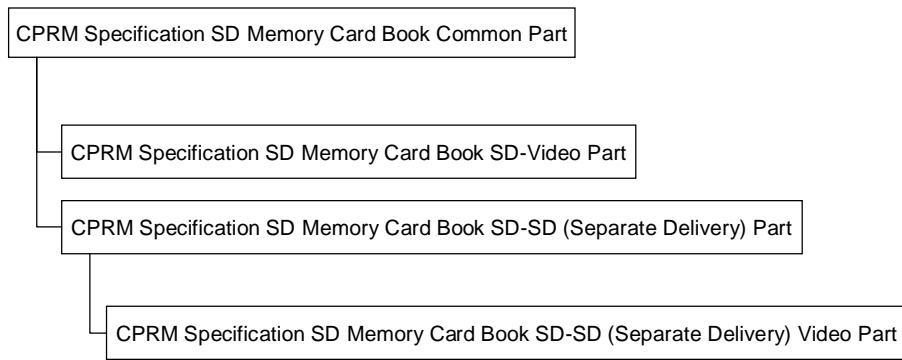 CPRM Specification SD Memory Card Book Common Part
CPRM Specification SD Memory Card Book SD-Video Part
CPRM Specification SD Memory Card Book SD-SD (Separate Delivery) Part
CPRM Specification SD Memory Card Book SD-SD (Separate Delivery) Video Part